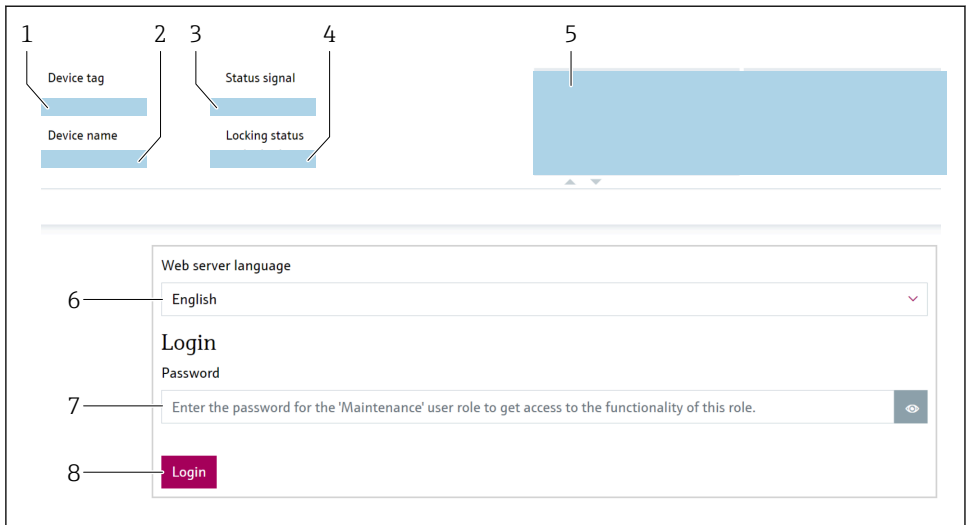 1 2 3 4 5
Device tag Status signal
Device name Locking status
Web server language
6 English
Login
Password
7 Enter the password for the 'Maintenance' user role to get access to the functionality of this role.
8 Login